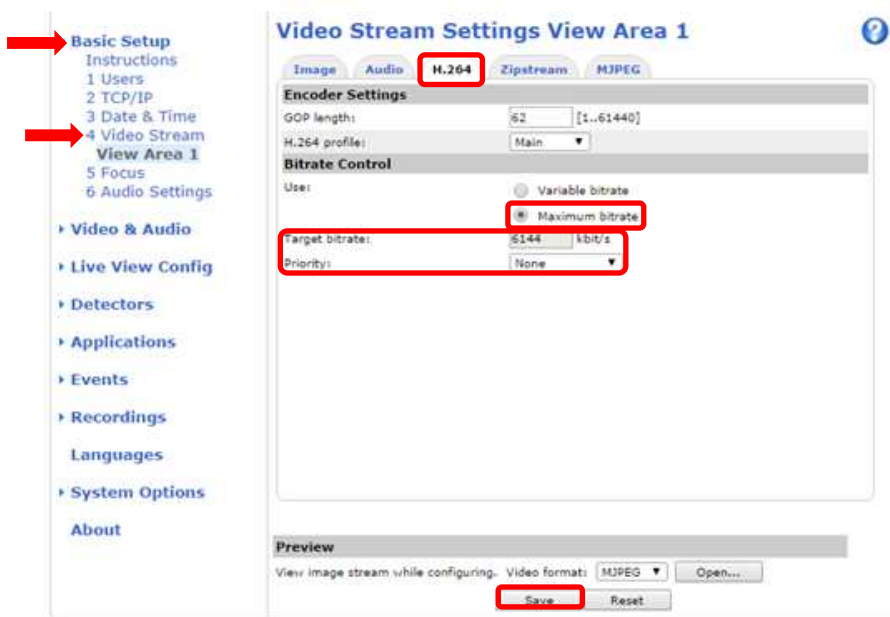 Basic Setup
Instructions
1 Users
2 TCP/IP
3 Date & Time
4 Video Stream
View Area 1
5 Focus
6 Audio Settings
Video & Audio
Live View Config
Detectors
Applications
Events
Recordings
Languages
System Options
About
Video Stream Settings View Area 1
?
Image Audio H.264 Zipstream MJPEG
Encoder Settings
GOP length: 62 [1..61440]
H.264 profile: Main
Bitrate Control
Use: Variable bitrate
Maximum bitrate
Target bitrate: 6144 kbit/s
Priority: None
Preview
View image stream while configuring. Video format: MJPEG Open...
Save Reset